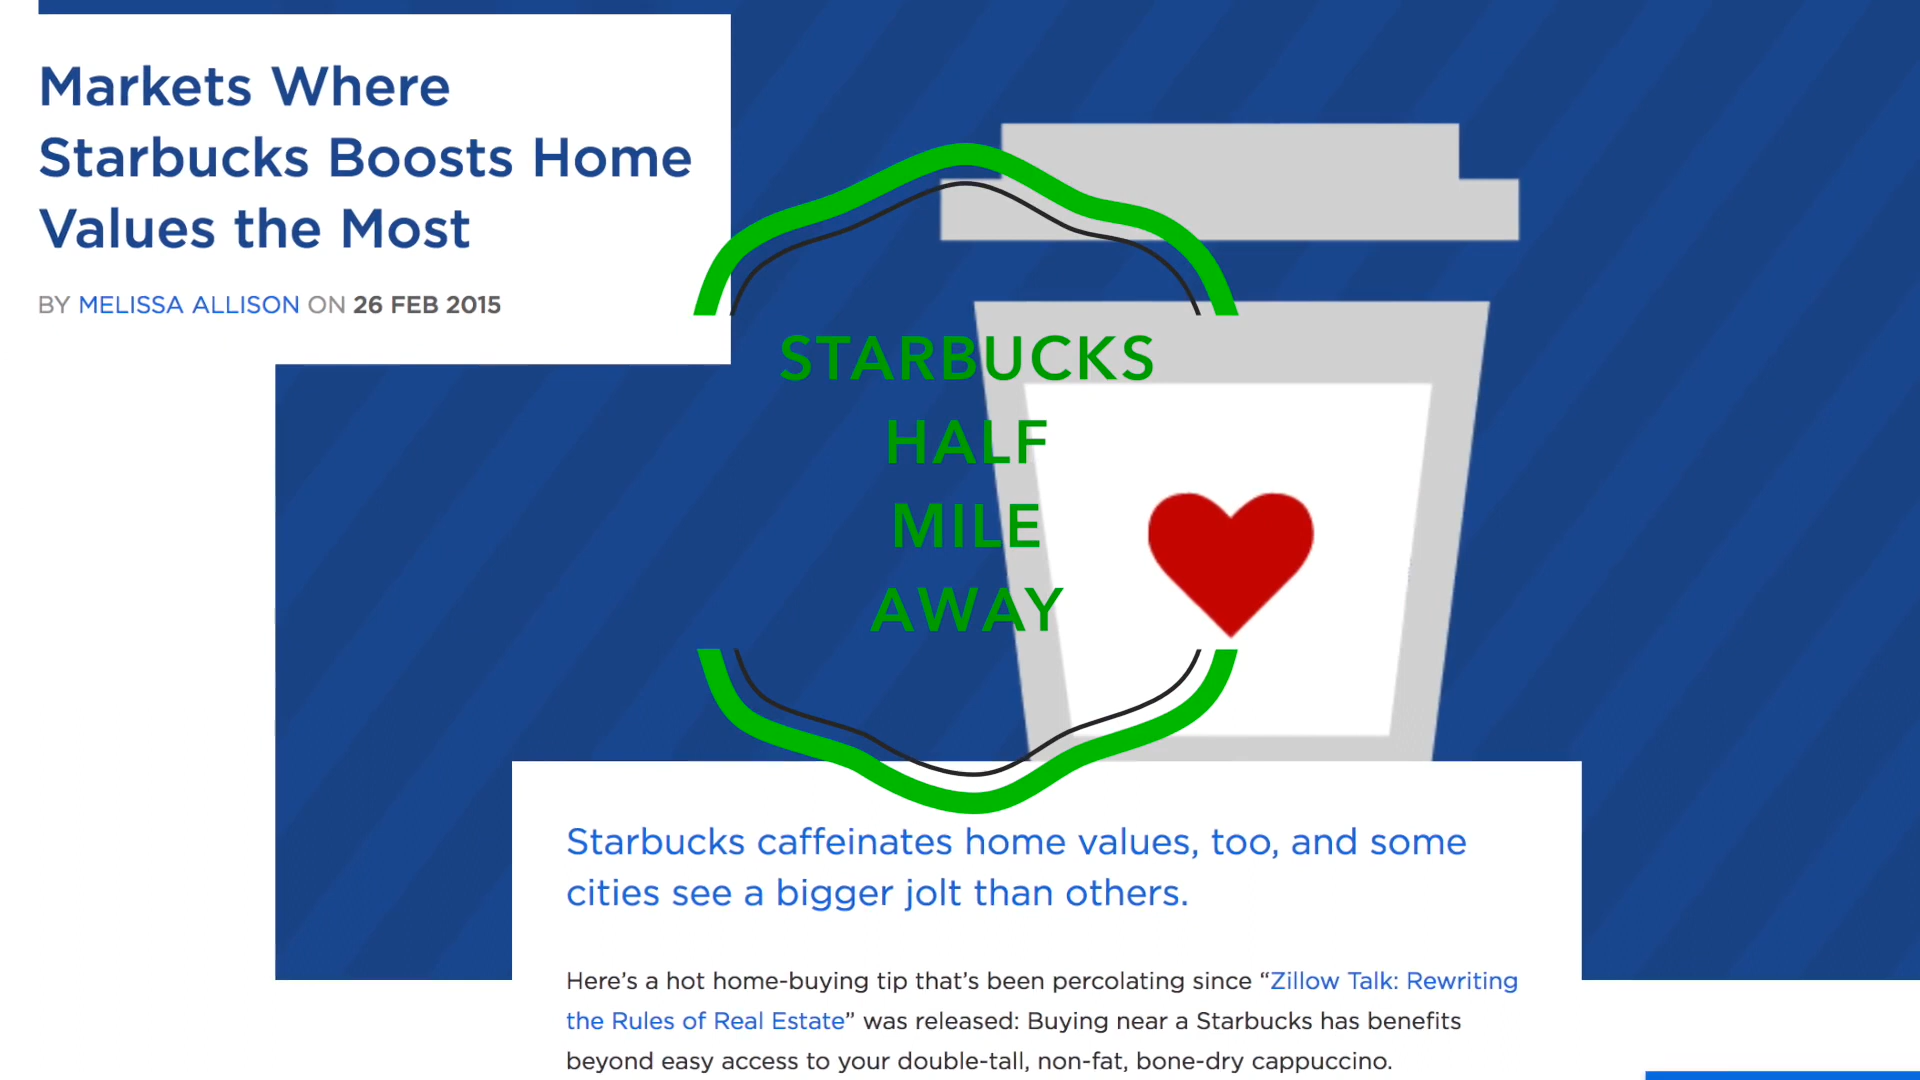 Markets Where
Starbucks Boosts Home
Values the Most
BY MELISSA ALLISON ON 26 FEB 2015
STARBUCKS
HALF
MILE
AWAY
Starbucks caffeinates home values, too, and some
cities see a bigger jolt than others.
Here’s a hot home-buying tip that’s been percolating since “Zillow Talk: Rewriting
the Rules of Real Estate” was released: Buying near a Starbucks has benefits
beyond easy access to your double-tall, non-fat, bone-dry cappuccino.